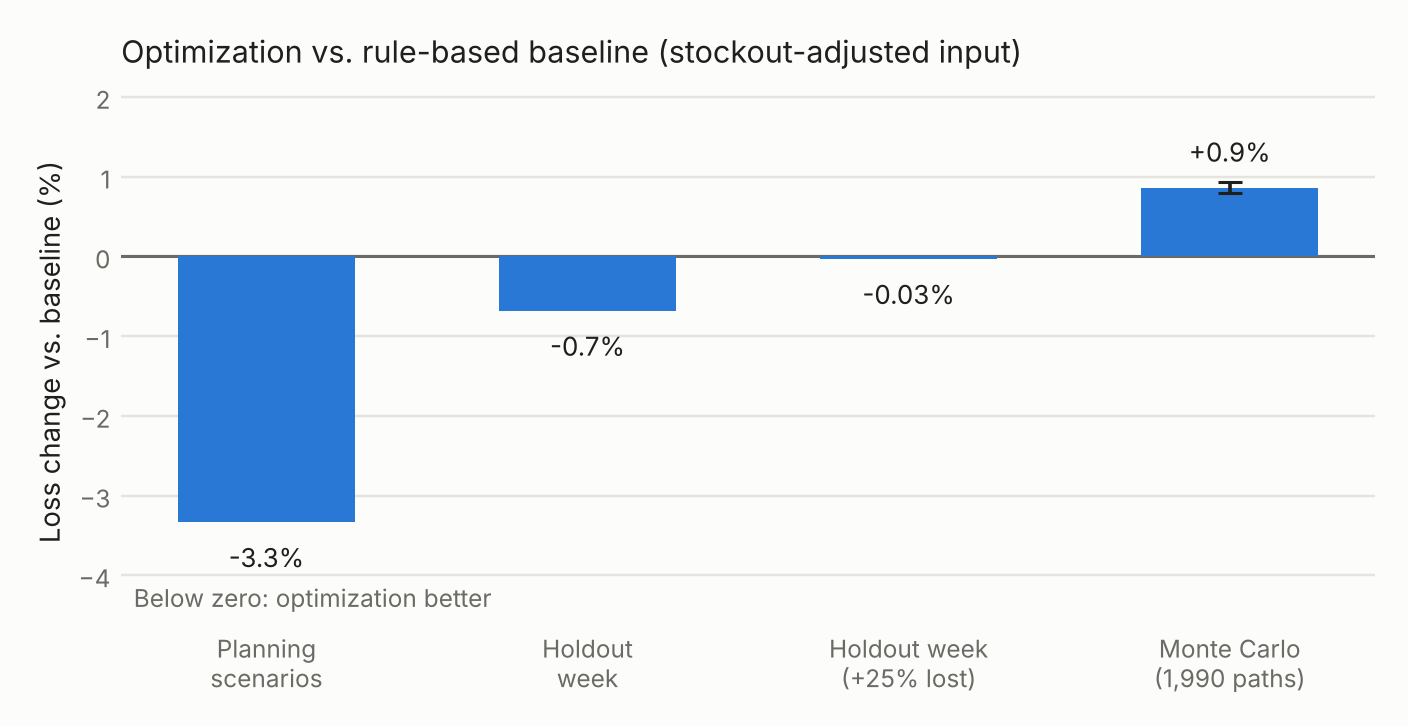 Optimization vs. rule-based baseline (stockout-adjusted input)
Loss change vs. baseline (%)
2
1
0
−1
−2
−3
−4
-3.3%
-0.7%
-0.03%
+0.9%
Below zero: optimization better
Planning
scenarios
Holdout
week
Holdout week
(+25% lost)
Monte Carlo
(1,990 paths)